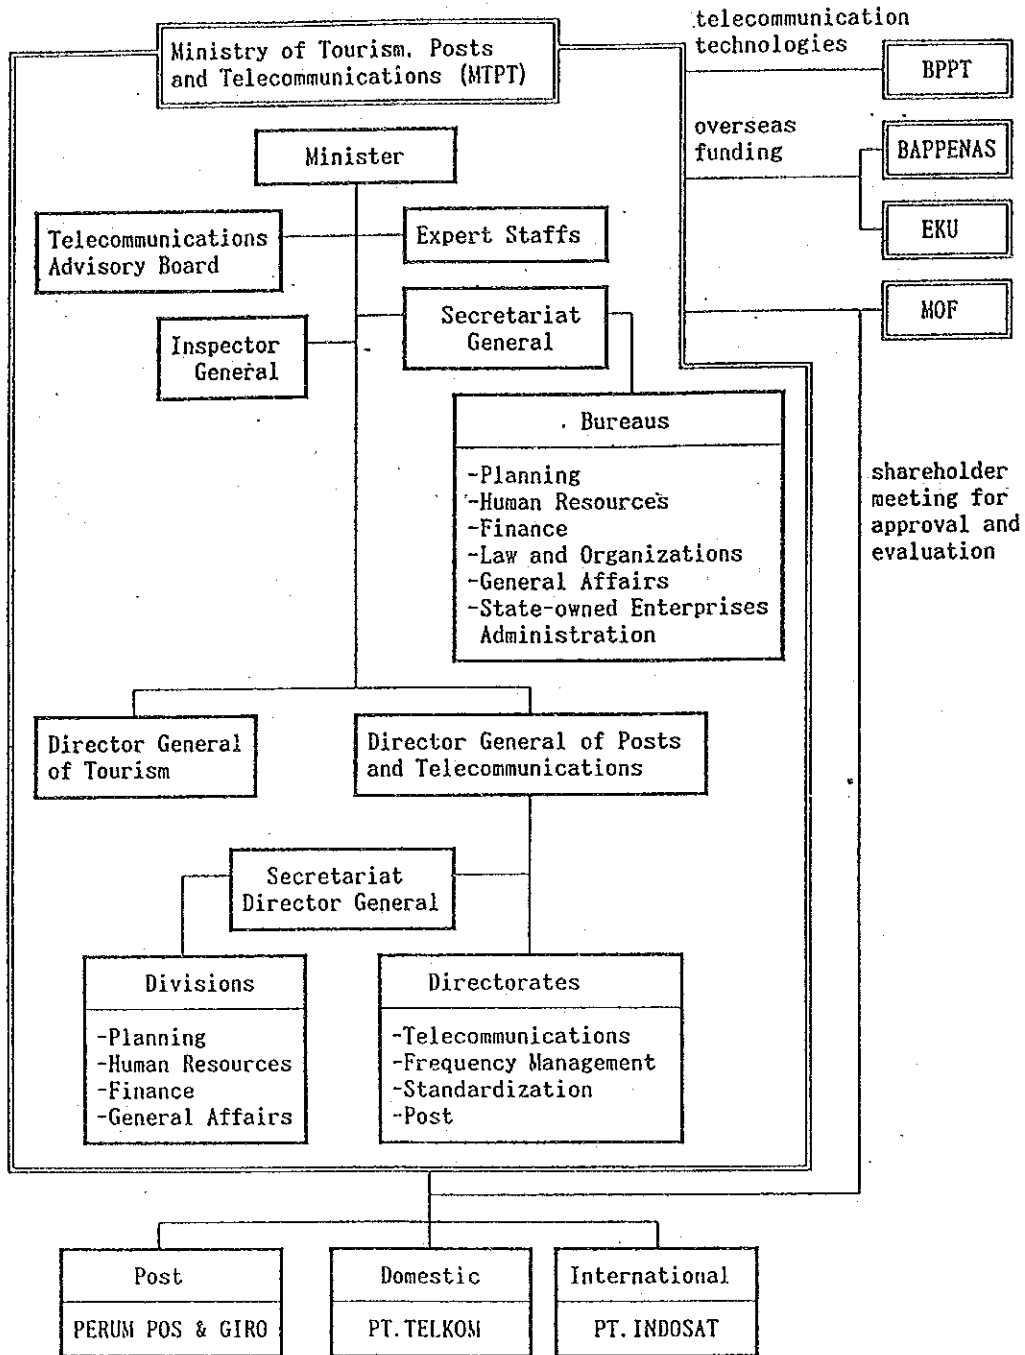 Ministry of Tourism, Posts
and Telecommunications (MTPT)
telecommunication
technologies
BPPT
overseas
funding
BAPPENAS
EKU
MOF
Minister
Telecommunications
Advisory Board
Expert Staffs
Secretariat
General
Inspector
General
Bureaus
-Planning
-Human Resources
-Finance
-Law and Organizations
-General Affairs
-State-owned Enterprises
Administration
shareholder
meeting for
approval and
evaluation
Director General
of Tourism
Director General of Posts
and Telecommunications
Secretariat
Director General
Divisions
-Planning
-Human Resources
-Finance
-General Affairs
Directorates
-Telecommunications
-Frequency Management
-Standardization
-Post
Post
PERUM POS & GIRO
Domestic
PT.TELKOM
International
PT.INDOSAT